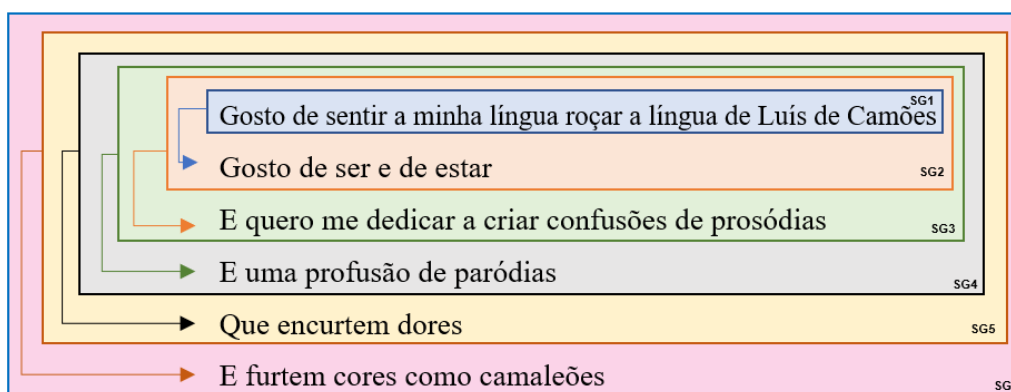 SG1
Gosto de sentir a minha língua roçar a língua de Luís de Camões
Gosto de ser e de estar
SG2
E quero me dedicar a criar confusões de prosódias
SG3
E uma profusão de paródias
SG4
Que encurtem dores
SG5
E furtem cores como camaleões
SG